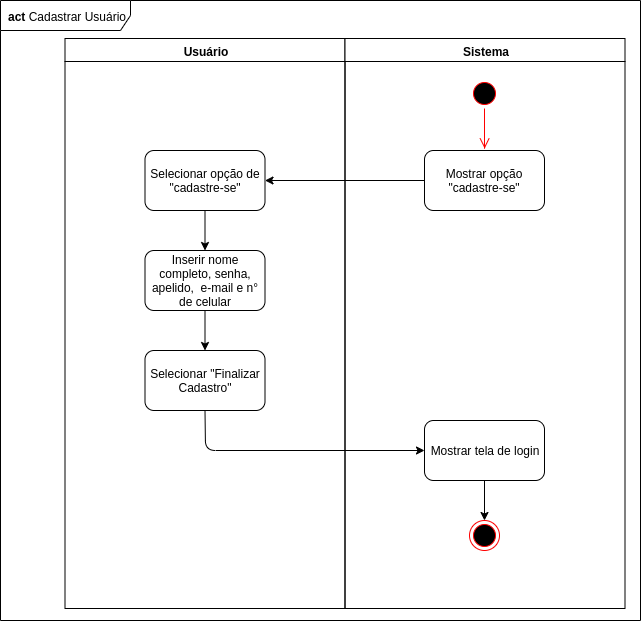 act Cadastrar Usuário
Usuário
Sistema
Mostrar opção
"cadastre-se"
Selecionar opção de
"cadastre-se"
Inserir nome
completo, senha,
apelido,  e-mail e n°
de celular
Selecionar "Finalizar
Cadastro"
Mostrar tela de login